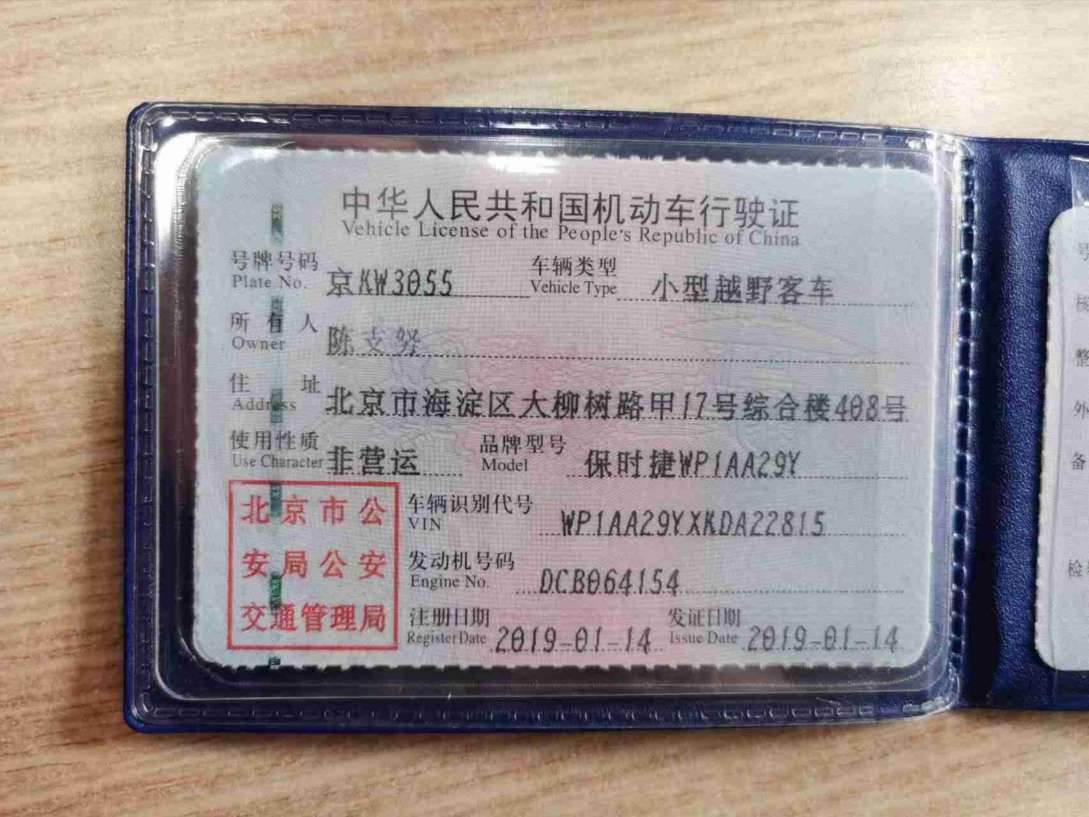 中华人民共和国机动车行驶证
Vehicle License of the People's Republic of China
号牌号码 京KW3055 车辆类型 小型越野客车
Plate No. Vehicle Type
所有人 陈支努
Owner
住址 北京市海淀区大柳树路甲17号综合楼408号
Address
使用性质 非营运 品牌型号 保时捷WP1AA29Y
Use Character Model
北京市公
安局公安
交通管理局
车辆识别代号 WP1AA29YXKDA22815
VIN
发动机号码 DCB064154
Engine No.
注册日期 2019-01-14 发证日期 2019-01-14
Register Date Issue Date
号
整
外
备
检